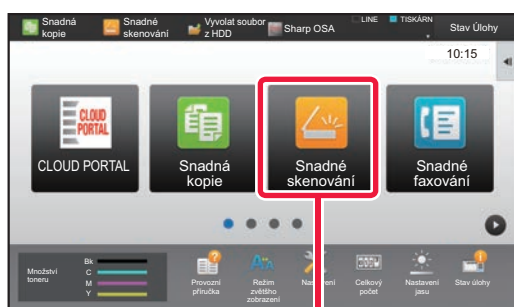 Snadná
kopie
Snadné
skenování
Vyvolat soubor
z HDD
Sharp OSA
LINE
TISKÁRN
Stav Úlohy
10:15
CLOUD
PORTAL
CLOUD PORTAL
Snadná
kopie
Snadné
skenování
Snadné
faxování
Množství
toneru
Bk
C
M
Y
Provozní
příručka
Režim
zvětšího
zobrazení
Nastavení
Celkový
počet
Nastavení
jasu
Stav úlohy